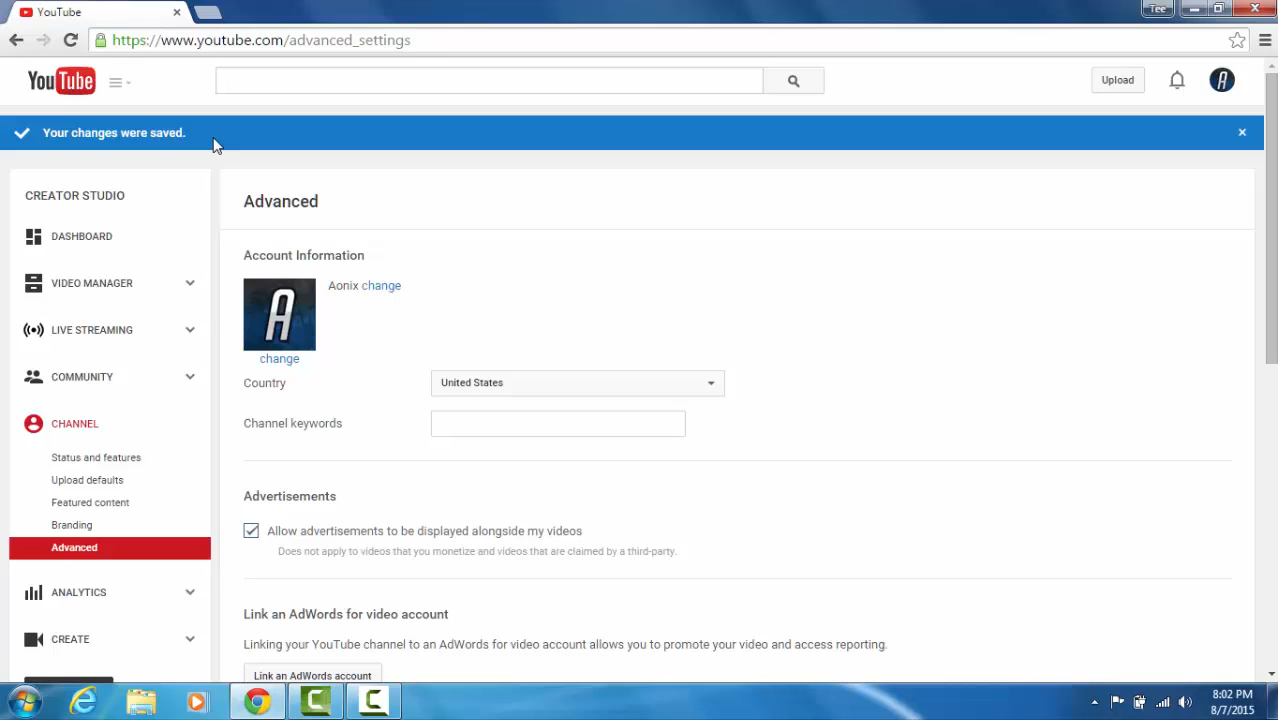 YouTube
Tee
https://www.youtube.com/advanced_settings
YouTube
Upload
A
Your changes were saved.
CREATOR STUDIO
DASHBOARD
VIDEO MANAGER
LIVE STREAMING
COMMUNITY
CHANNEL
Status and features
Upload defaults
Featured content
Branding
Advanced
ANALYTICS
CREATE
Advanced
Account Information
A
Aonix change
change
Country
United States
Channel keywords
Advertisements
Allow advertisements to be displayed alongside my videos
Does not apply to videos that you monetize and videos that are claimed by a third-party.
Link an AdWords for video account
Linking your YouTube channel to an AdWords for video account allows you to promote your video and access reporting.
Link an AdWords account
8:02 PM
8/7/2015